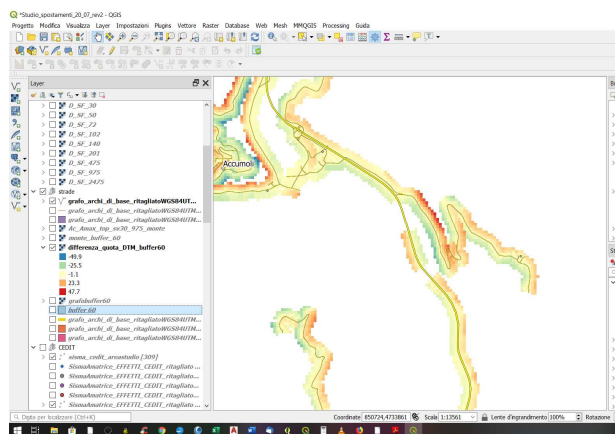 *Studio_spostamenti_20_07_rev2 - QGIS
Progetto Modifica Visualizza Layer Impostazioni Plugins Vettore Raster Database Web Mesh MMQGIS Processing Guida
Layer
D_SF_30
D_SF_50
D_SF_72
D_SF_102
D_SF_140
D_SF_201
D_SF_475
D_SF_975
D_SF_2475
strade
grafo_archi_di_base_ritagliatoWGS84UT...
grafo_archi_di_base_ritagliatoWGS84UTM...
grafo_archi_di_base_ritagliatoWGS84UTM...
Ac_Amax_top_se30_975_monte
monte_buffer_60
differenza_quota_DTM_buffer60
-49.9
-25.5
-1.1
23.3
47.7
grafobuffer60
buffer 60
grafo_archi_di_base_ritagliatoWGS84UTM...
grafo_archi_di_base_ritagliatoWGS84UTM...
grafo_archi_di_base_ritagliatoWGS84UTM...
CEDIT
sisma_cedit_areastudio [309]
SismaAmatrice_EFFETTI_CEDIT_ritagliato ...
SismaAmatrice_EFFETTI_CEDIT_ritagliato ...
SismaAmatrice_EFFETTI_CEDIT_ritagliato ...
SismaAmatrice_EFFETTI_CEDIT_ritagliato ...
SismaAmatrice_EFFETTI_CEDIT_ritagliato ...
Accumoli
Br
St
Digita per localizzare (Ctrl+K)
Coordinate 850724,4733861 Scala 1:13561 Lente d'ingrandimento 100% Rotazione